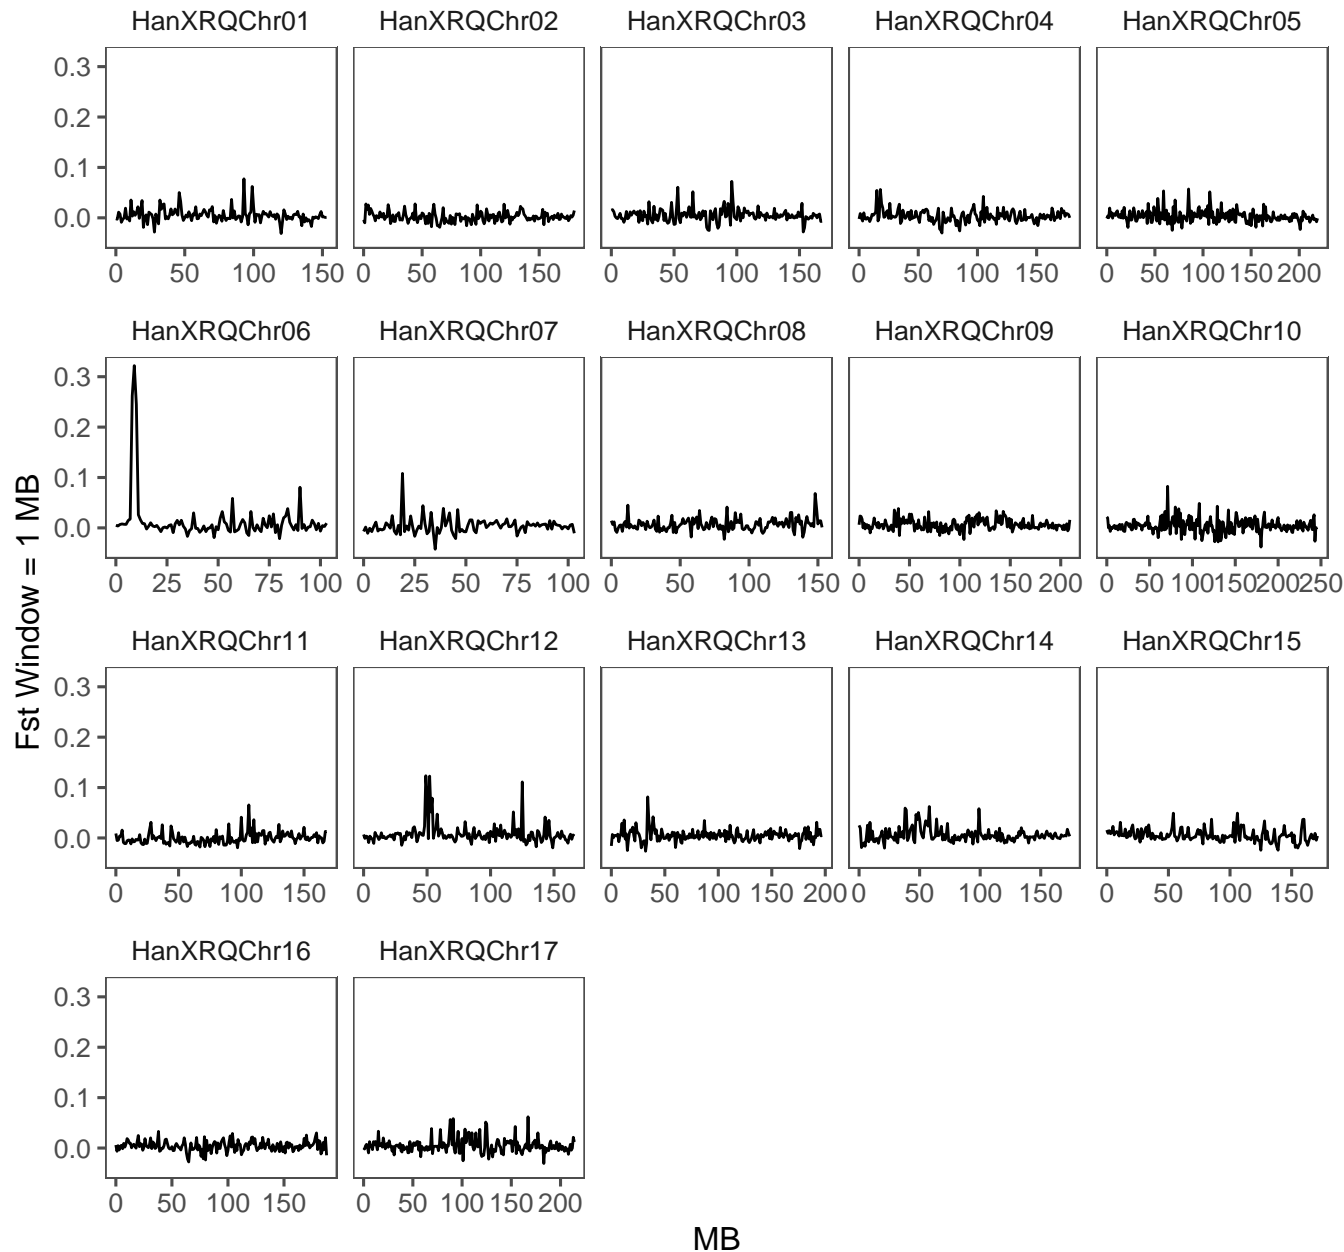 HanXRQChr01 HanXRQChr02 HanXRQChr03 HanXRQChr04 HanXRQChr05
0.3
0.2
0.1
0.0
0 50 100 150 0 50 100 150 0 50 100 150 0 50 100 150 0 50 100 150 200
HanXRQChr06 HanXRQChr07 HanXRQChr08 HanXRQChr09 HanXRQChr10
0.3
0.2
0.1
0.0
0 25 50 75 100 0 25 50 75 100 0 50 100 150 0 50 100 150 200 0 50 100 150 200 250
Fst Window = 1 MB
HanXRQChr11 HanXRQChr12 HanXRQChr13 HanXRQChr14 HanXRQChr15
0.3
0.2
0.1
0.0
0 50 100 150 0 50 100 150 0 50 100 150 200 0 50 100 150 0 50 100 150
HanXRQChr16 HanXRQChr17
0.3
0.2
0.1
0.0
0 50 100 150 0 50 100 150 200
MB